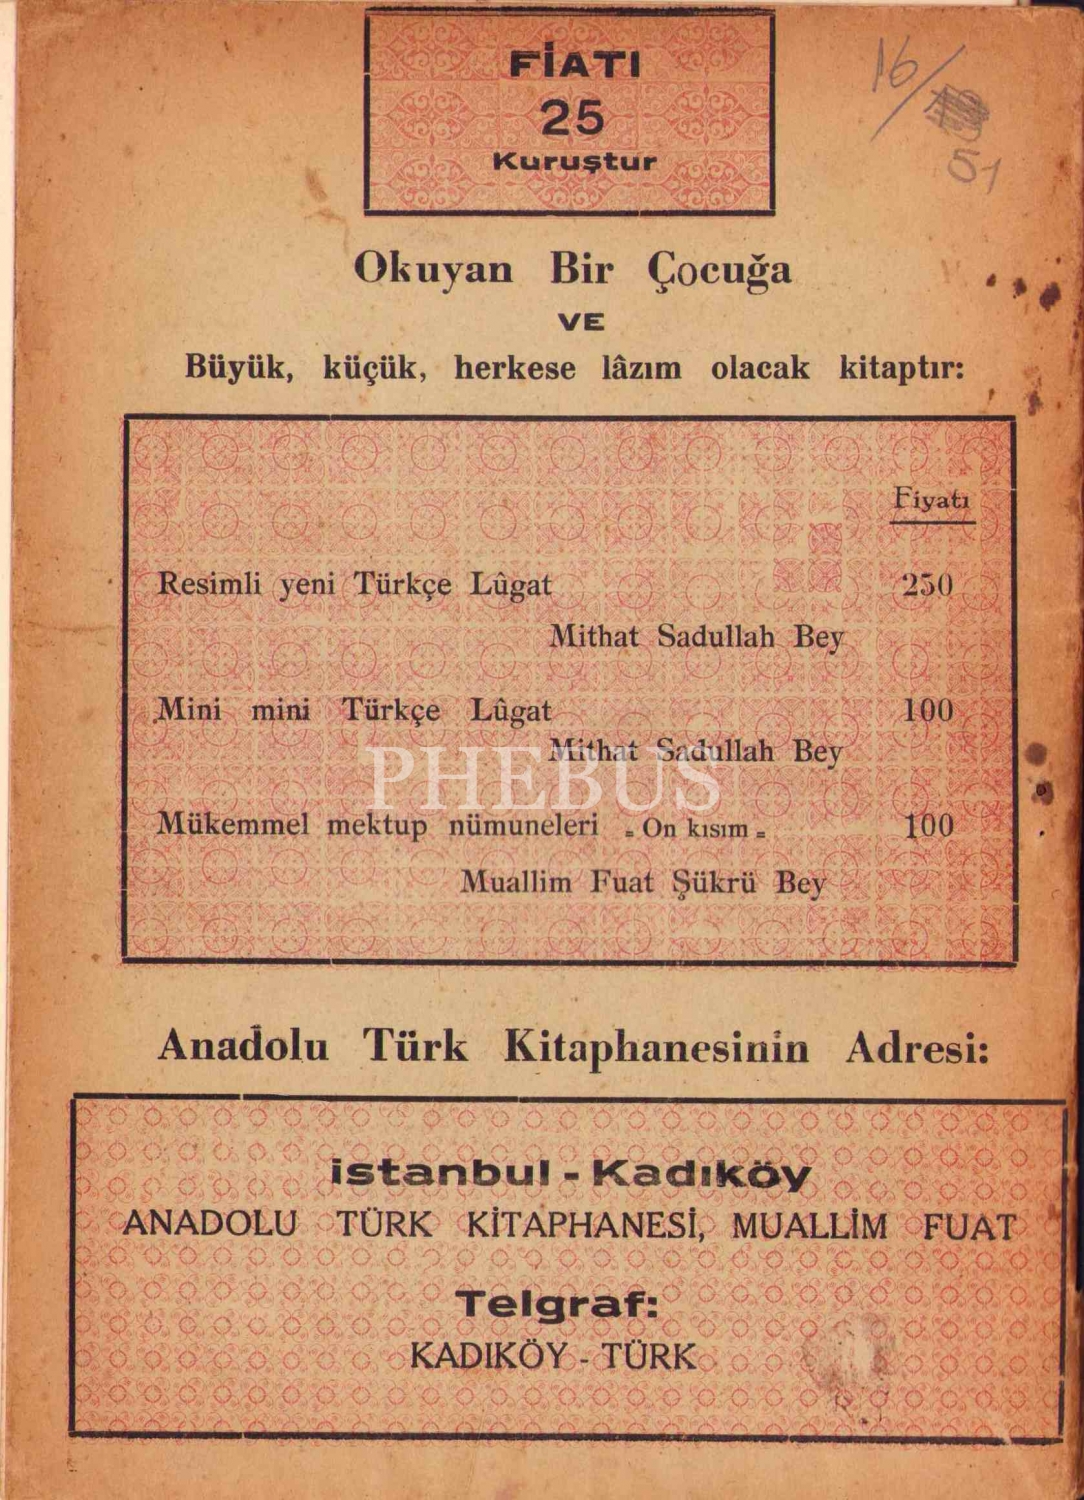 FİATI
25
Kuruştur
16/
51
Okuyan Bir Çocuğa
VE
Büyük, küçük, herkese lâzım olacak kitaptır:
Fiyatı
Resimli yeni Türkçe Lûgat 250
Mithat Sadullah Bey
Mini mini Türkçe Lûgat 100
Mithat Sadullah Bey
PHEBUS
Mükemmel mektup nümuneleri = On kısım = 100
Muallim Fuat Şükrü Bey
Anadolu Türk Kitaphanesinin Adresi:
istanbul - Kadıköy
ANADOLU TÜRK KİTAPHANESİ, MUALLİM FUAT
Telgraf:
KADIKÖY - TÜRK